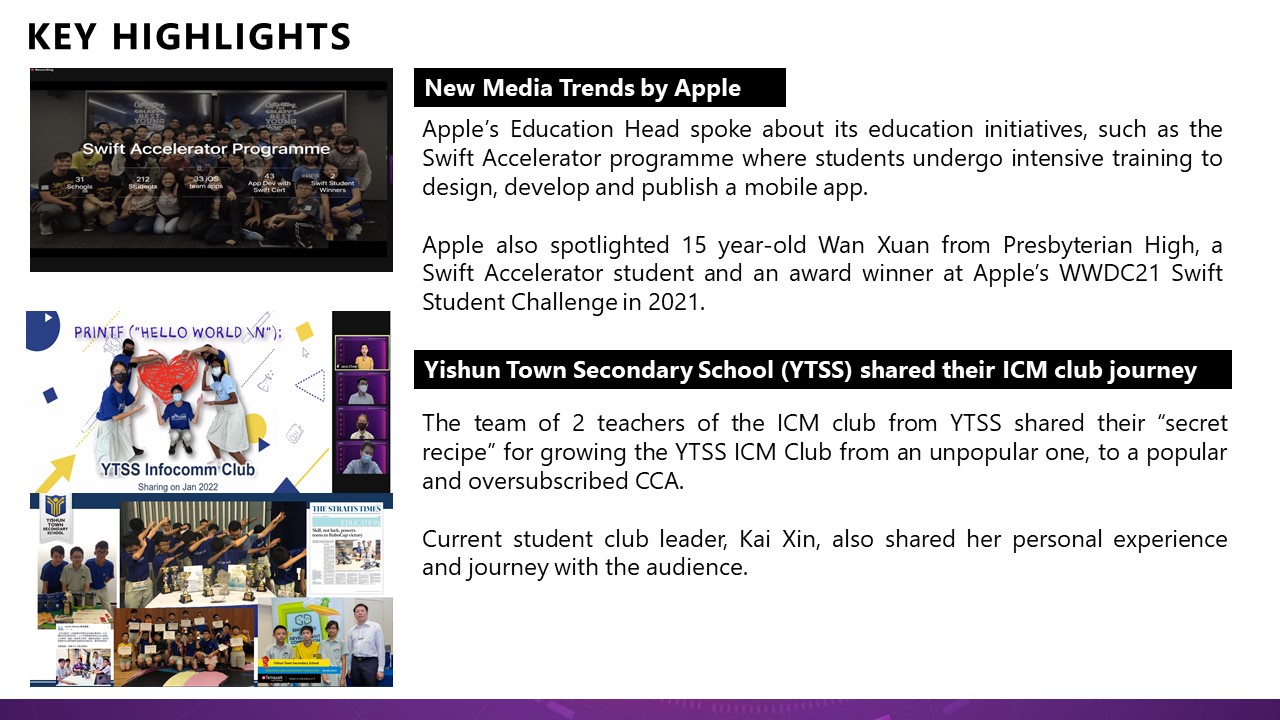 KEY HIGHLIGHTS
Recording
Swift Accelerator Programme
31
Schools
212
Students
33 iOS
team apps
43
App Dev with
Swift Cert
2
Swift Student
Winners
New Media Trends by Apple
Apple’s Education Head spoke about its education initiatives, such as the
Swift Accelerator programme where students undergo intensive training to
design, develop and publish a mobile app.
Apple also spotlighted 15 year-old Wan Xuan from Presbyterian High, a
Swift Accelerator student and an award winner at Apple’s WWDC21 Swift
Student Challenge in 2021.
PRINTF ("HELLO WORLD \N");
YTSS Infocomm Club
Sharing on Jan 2022
YISHUN
TOWN
SECONDARY
SCHOOL
THE STRAITS TIMES
EDUCATION
Skill, not luck, powers
teens to RoboCup victory
Yishun Town Secondary School
Yishun Town Secondary School (YTSS) shared their ICM club journey
The team of 2 teachers of the ICM club from YTSS shared their “secret
recipe” for growing the YTSS ICM Club from an unpopular one, to a popular
and oversubscribed CCA.
Current student club leader, Kai Xin, also shared her personal experience
and journey with the audience.